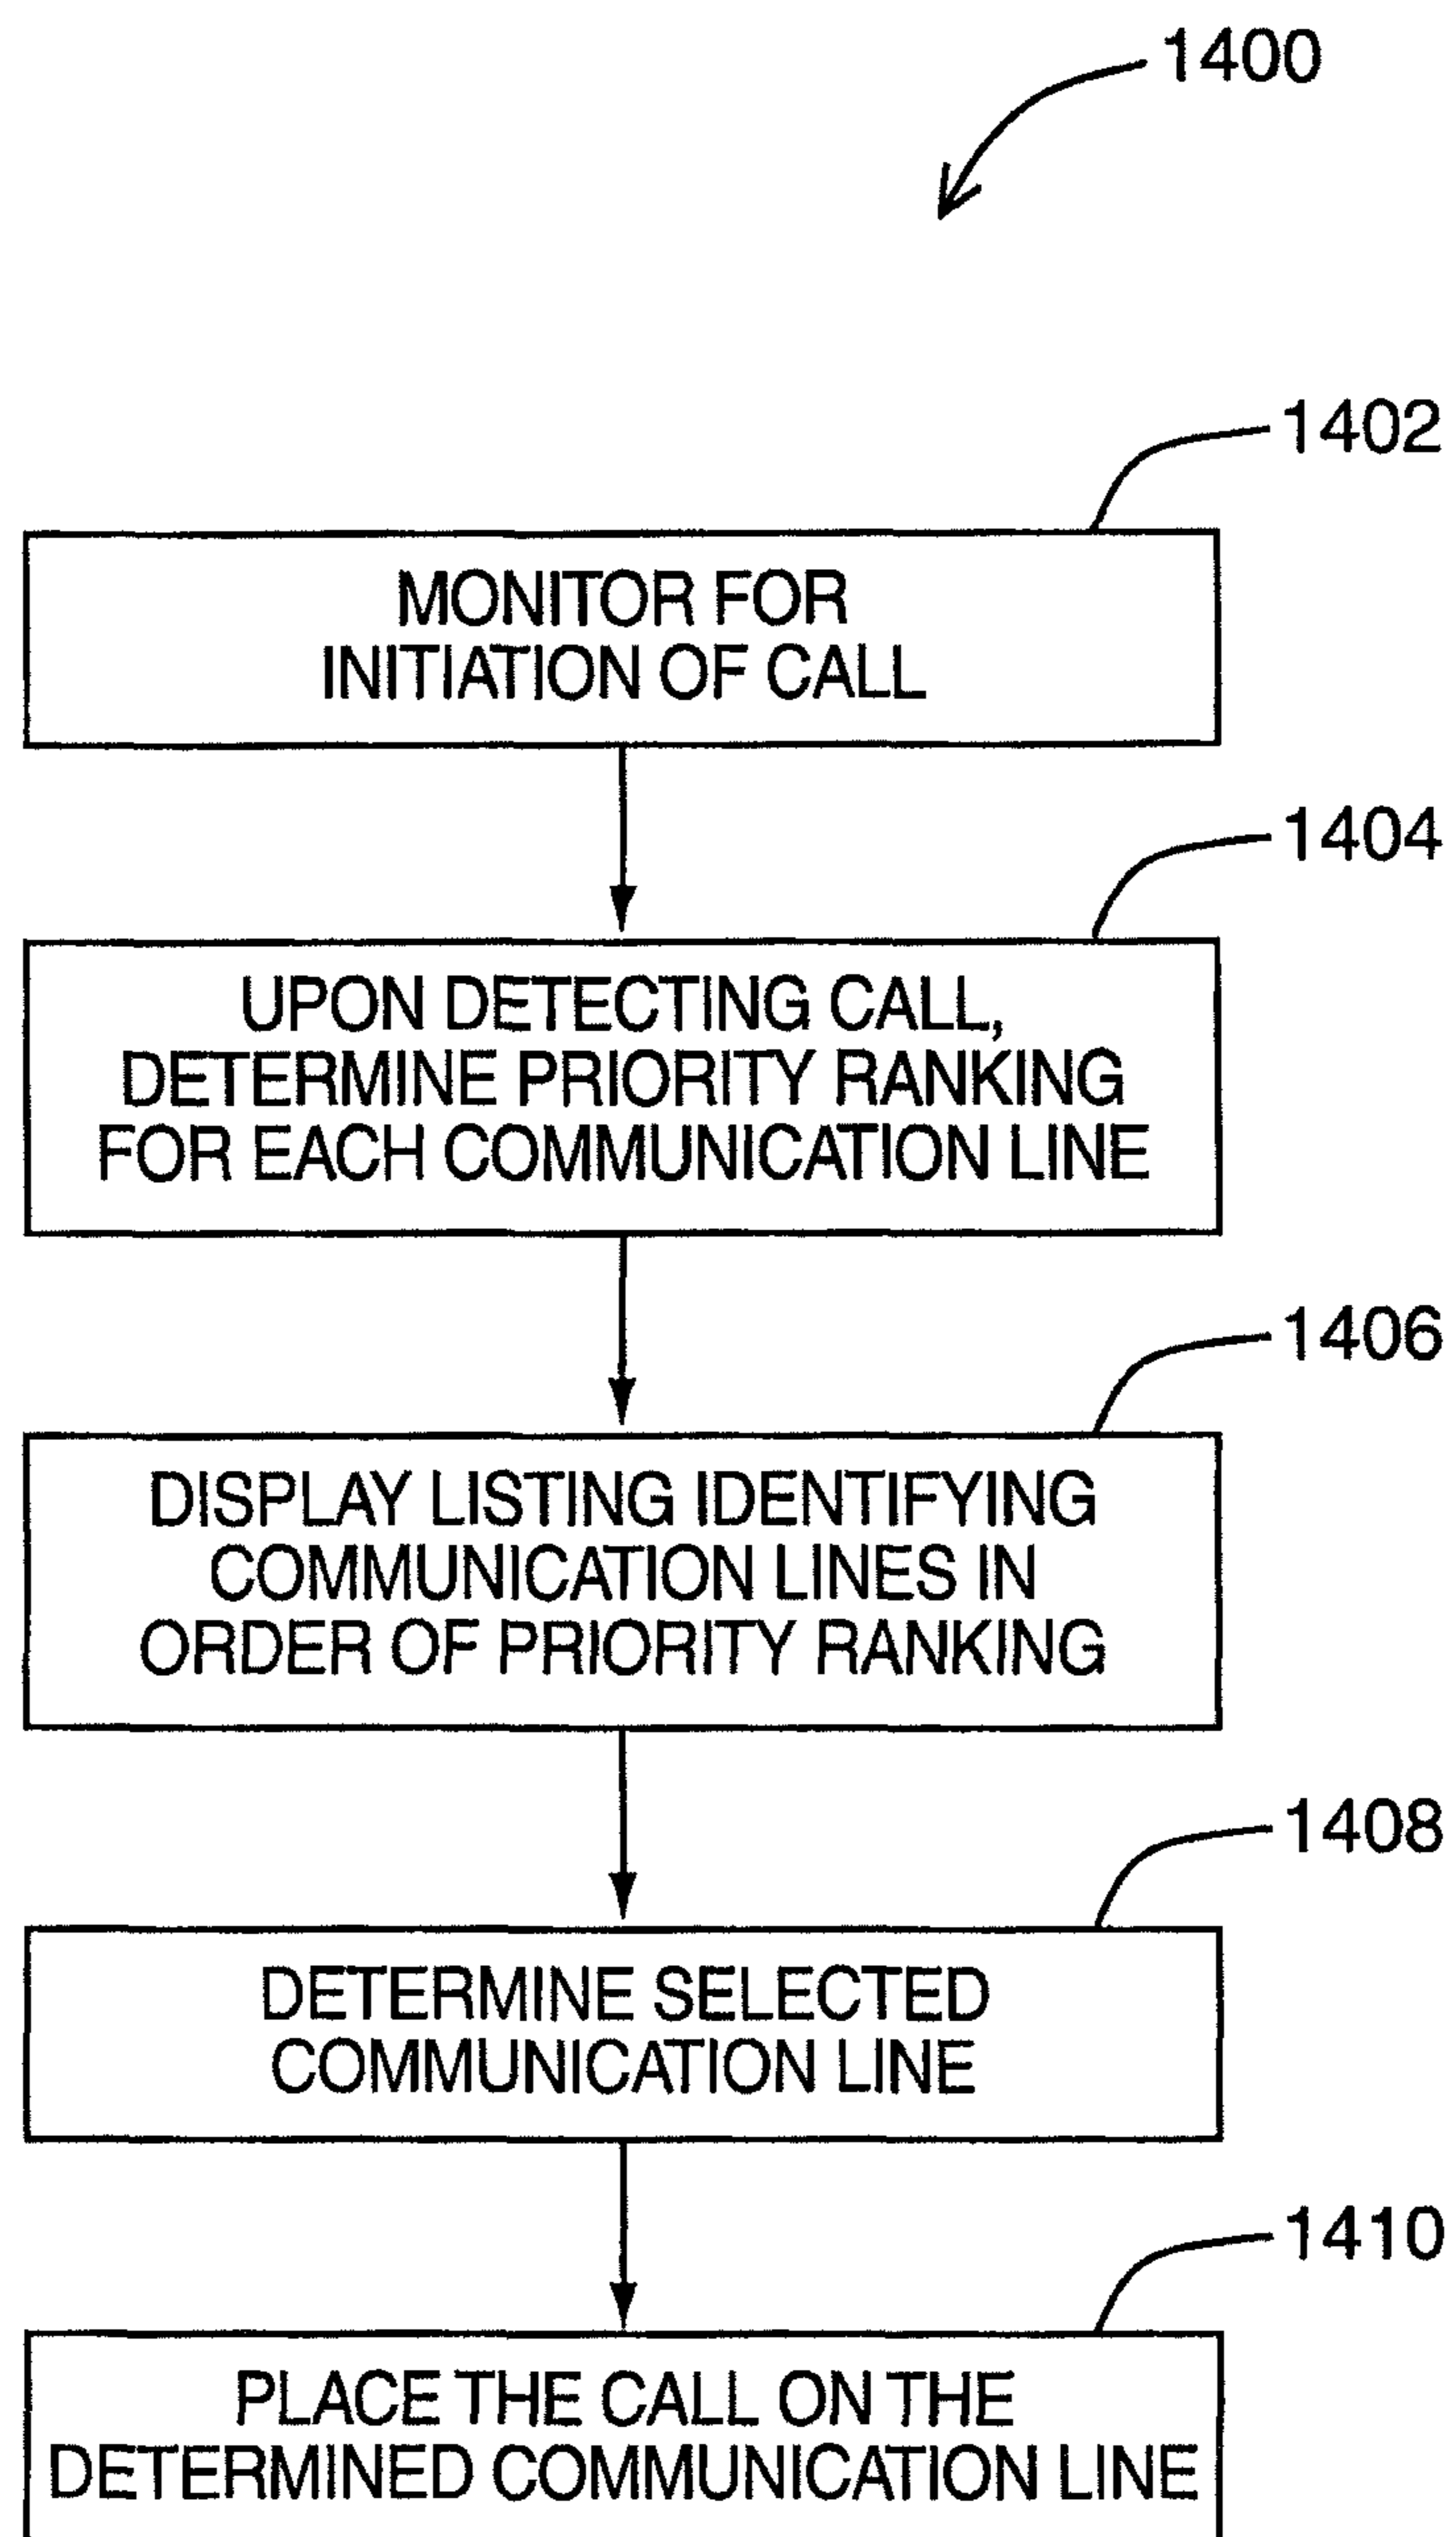 1400
1402
MONITOR FOR
INITIATION OF CALL
1404
UPON DETECTING CALL,
DETERMINE PRIORITY RANKING
FOR EACH COMMUNICATION LINE
1406
DISPLAY LISTING IDENTIFYING
COMMUNICATION LINES IN
ORDER OF PRIORITY RANKING
1408
DETERMINE SELECTED
COMMUNICATION LINE
1410
PLACE THE CALL ON THE
DETERMINED COMMUNICATION LINE